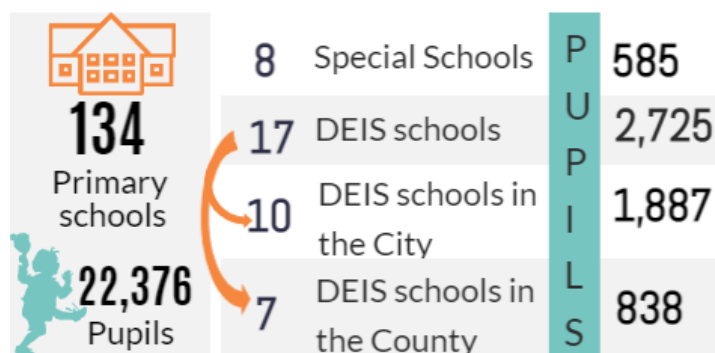 134
Primary
schools
22,376
Pupils
8 Special Schools 585
17 DEIS schools 2,725
10 DEIS schools in
the City 1,887
7 DEIS schools in
the County 838
PUPILS